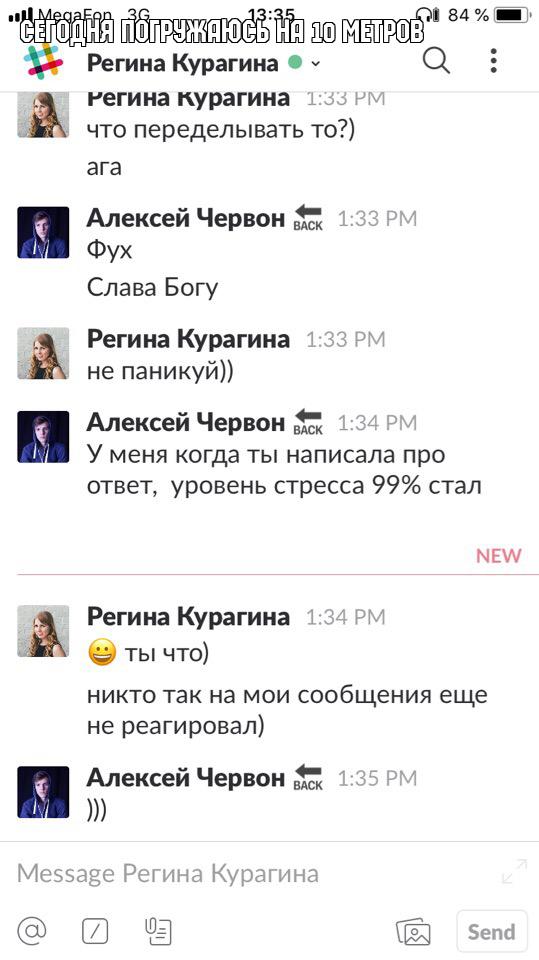 MegaFon 3G 13:35 84 %
СЕГОДНЯ ПОГРУЖАЮСЬ НА 10 МЕТРОВ
Регина Курагина
Регина Курагина 1:33 PM
что переделывать то?)
ага
Алексей Червон BACK 1:33 PM
Фух
Слава Богу
Регина Курагина 1:33 PM
не паникуй))
Алексей Червон BACK 1:34 PM
У меня когда ты написала про
ответ, уровень стресса 99% стал
NEW
Регина Курагина 1:34 PM
😀 ты что)
никто так на мои сообщения еще
не реагировал)
Алексей Червон BACK 1:35 PM
)))
Message Регина Курагина
Send